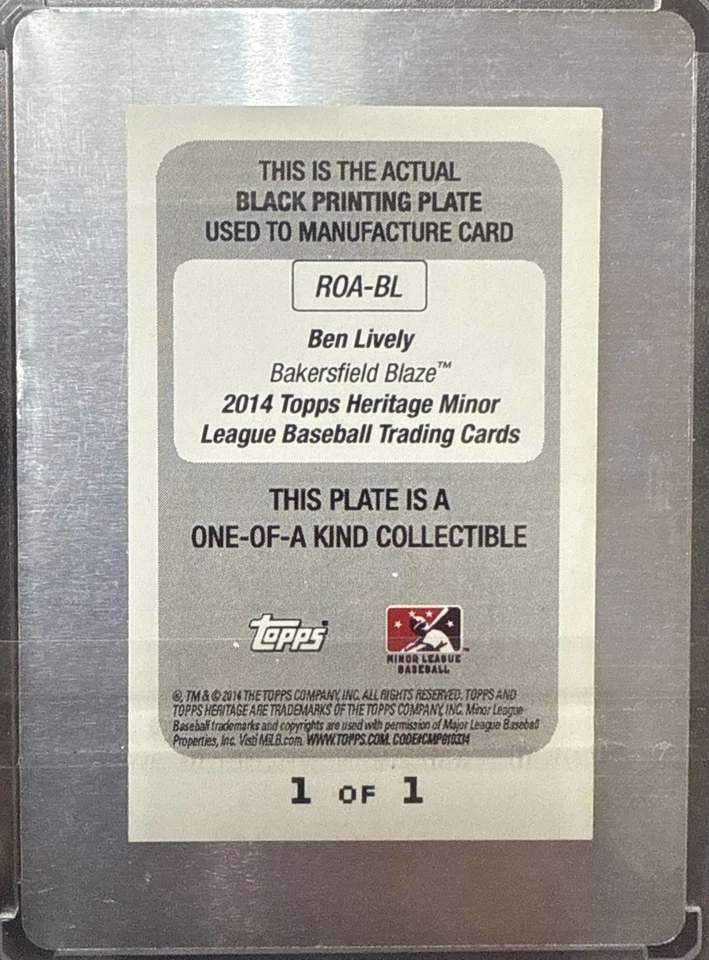 THIS IS THE ACTUAL
BLACK PRINTING PLATE
USED TO MANUFACTURE CARD
ROA-BL
Ben Lively
Bakersfield Blaze™
2014 Topps Heritage Minor
League Baseball Trading Cards
THIS PLATE IS A
ONE-OF-A KIND COLLECTIBLE
Topps®
MINOR LEAGUE™
BASEBALL
®, TM & © 2014 THE TOPPS COMPANY, INC. ALL RIGHTS RESERVED. TOPPS AND
TOPPS HERITAGE ARE TRADEMARKS OF THE TOPPS COMPANY, INC. Minor League
Baseball trademarks and copyrights are used with permission of Major League Baseball
Properties, Inc. Visit MiLB.com. WWW.TOPPS.COM. CODE#CMP010334
1 OF 1